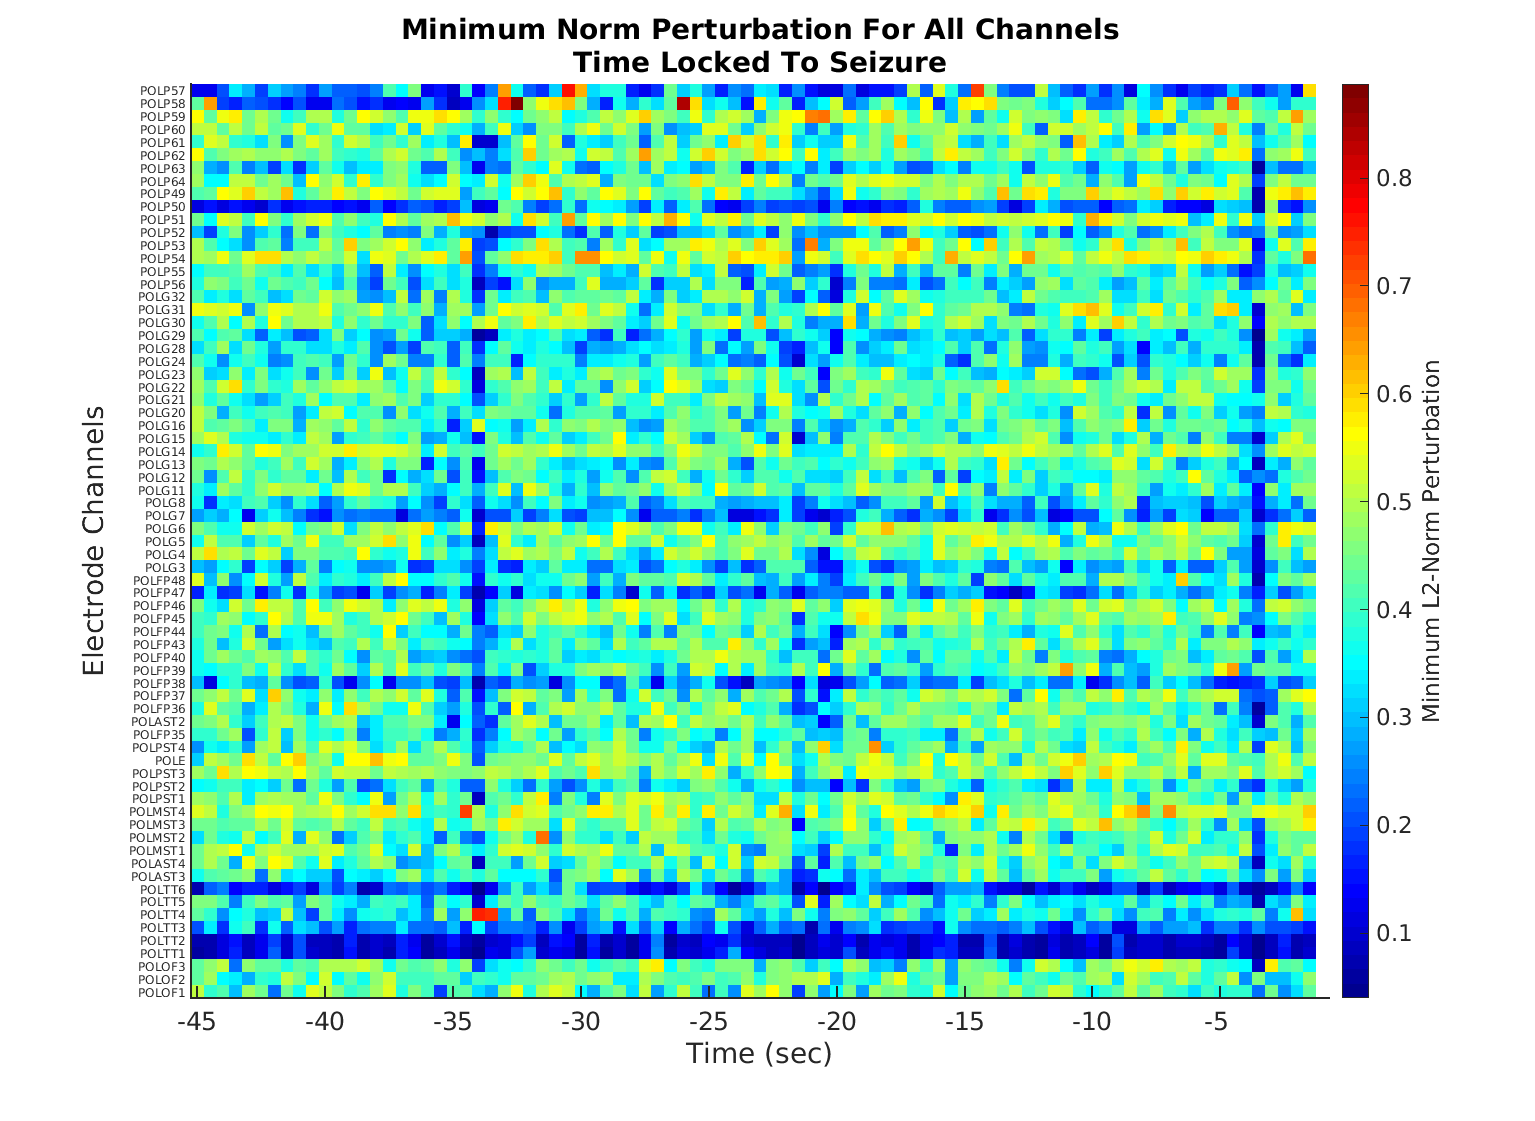 Minimum Norm Perturbation For All Channels
Time Locked To Seizure
Electrode Channels
POLP57
POLP58
POLP59
POLP60
POLP61
POLP62
POLP63
POLP64
POLP49
POLP50
POLP51
POLP52
POLP53
POLP54
POLP55
POLP56
POLG32
POLG31
POLG30
POLG29
POLG28
POLG24
POLG23
POLG22
POLG21
POLG20
POLG16
POLG15
POLG14
POLG13
POLG12
POLG11
POLG8
POLG7
POLG6
POLG5
POLG4
POLG3
POLFP48
POLFP47
POLFP46
POLFP45
POLFP44
POLFP43
POLFP40
POLFP39
POLFP38
POLFP37
POLFP36
POLAST2
POLFP35
POLPST4
POLE
POLPST3
POLPST2
POLPST1
POLMST4
POLMST3
POLMST2
POLMST1
POLAST4
POLAST3
POLTT6
POLTT5
POLTT4
POLTT3
POLTT2
POLTT1
POLOF3
POLOF2
POLOF1
-45 -40 -35 -30 -25 -20 -15 -10 -5
Time (sec)
0.8
0.7
0.6
0.5
0.4
0.3
0.2
0.1
Minimum L2-Norm Perturbation